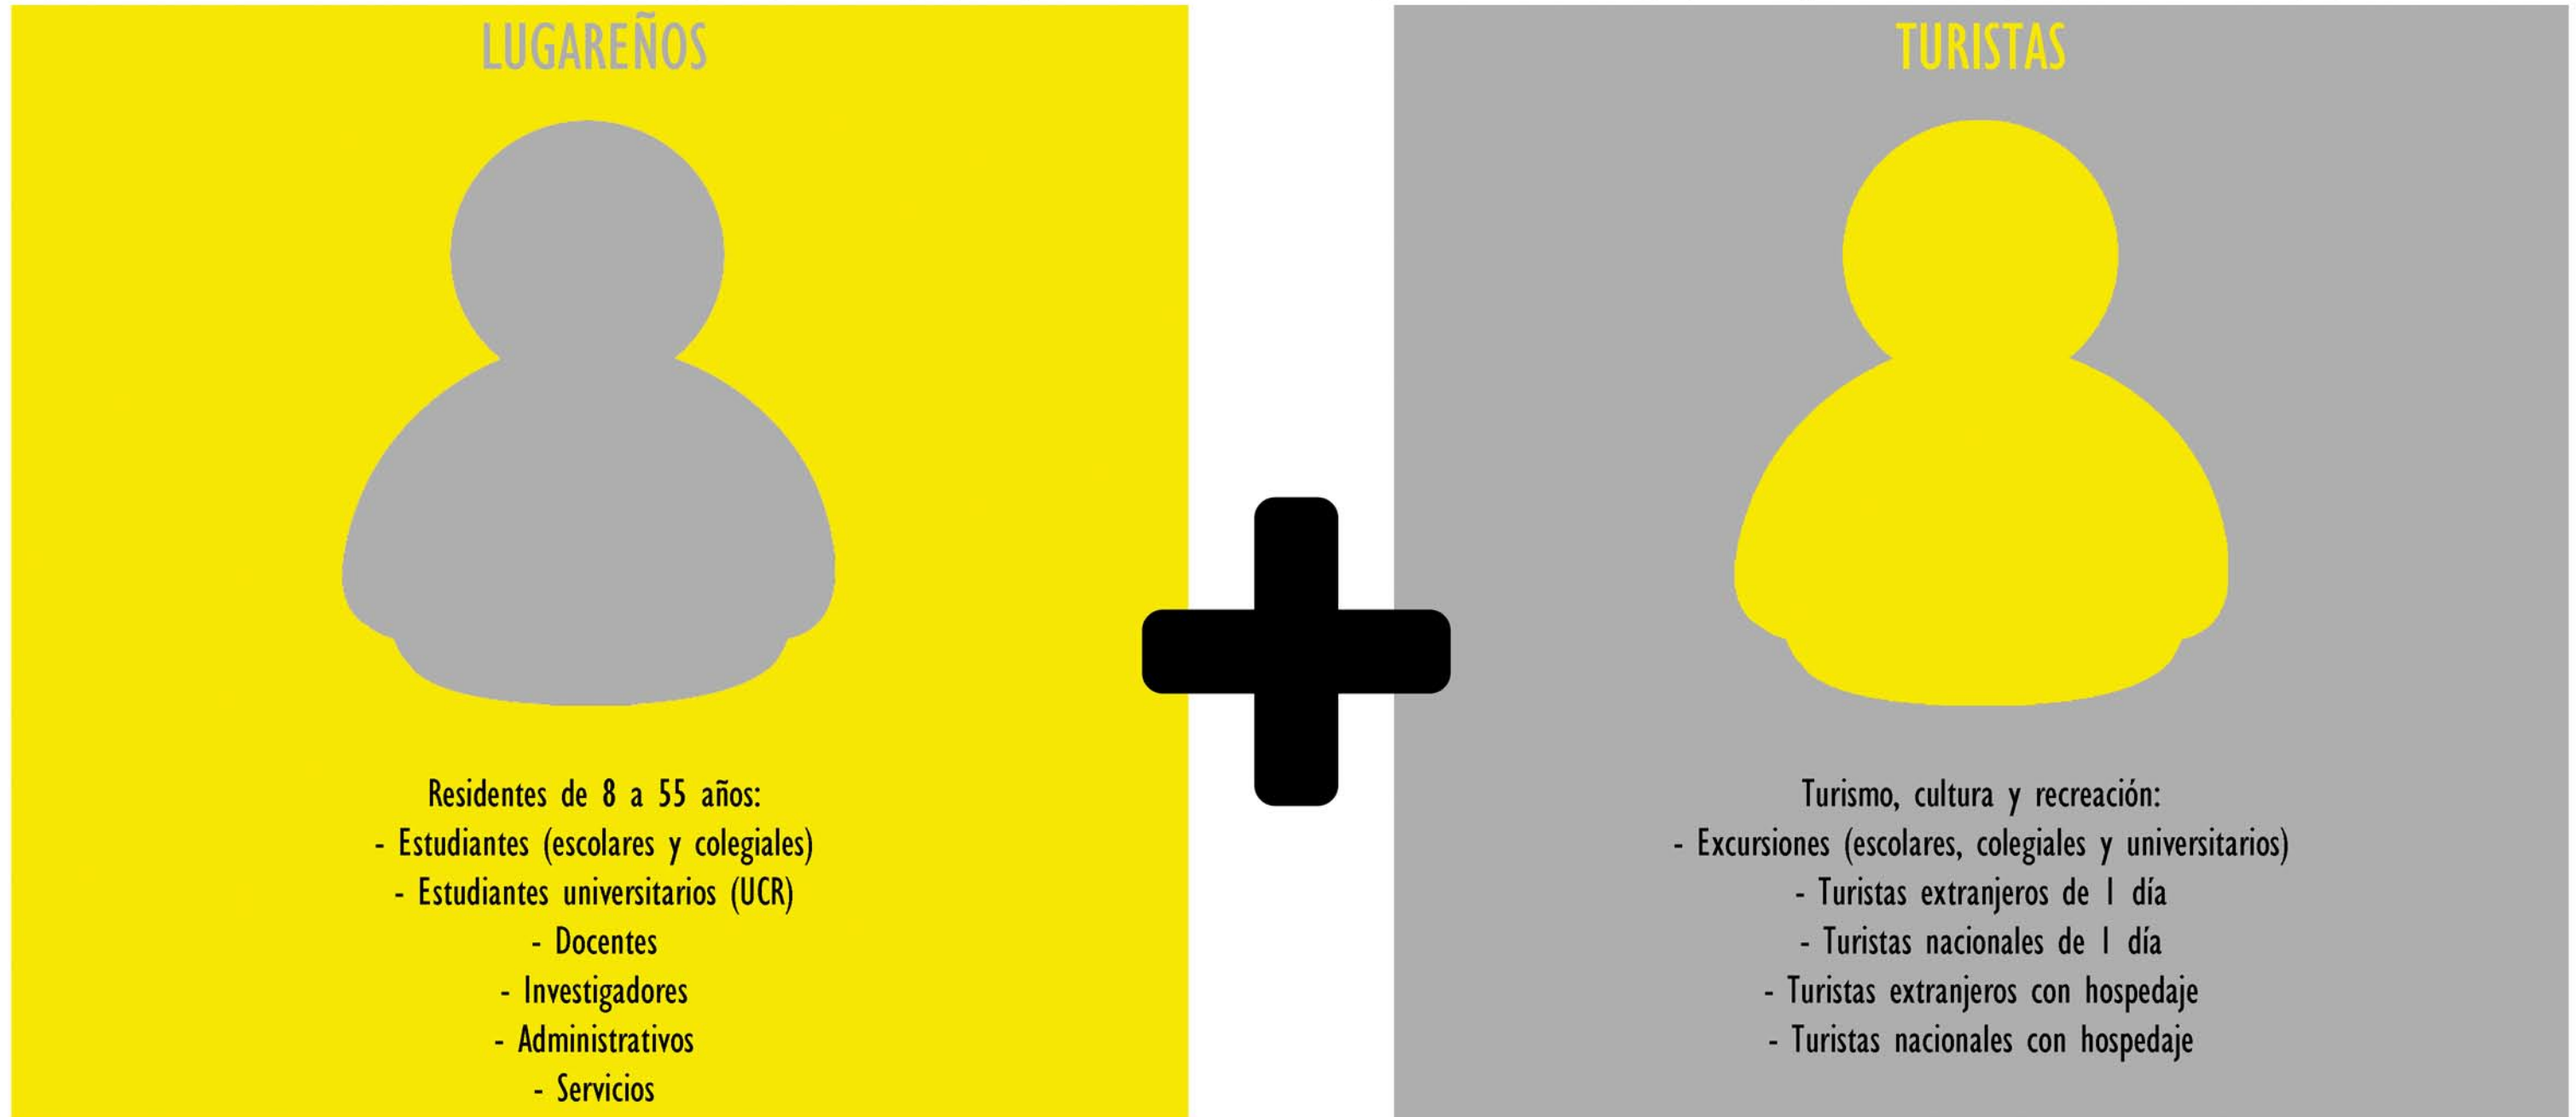 LUGAREÑOS
Residentes de 8 a 55 años:
- Estudiantes (escolares y colegiales)
- Estudiantes universitarios (UCR)
- Docentes
- Investigadores
- Administrativos
- Servicios
TURISTAS
Turismo, cultura y recreación:
- Excursiones (escolares, colegiales y universitarios)
- Turistas extranjeros de 1 día
- Turistas nacionales de 1 día
- Turistas extranjeros con hospedaje
- Turistas nacionales con hospedaje